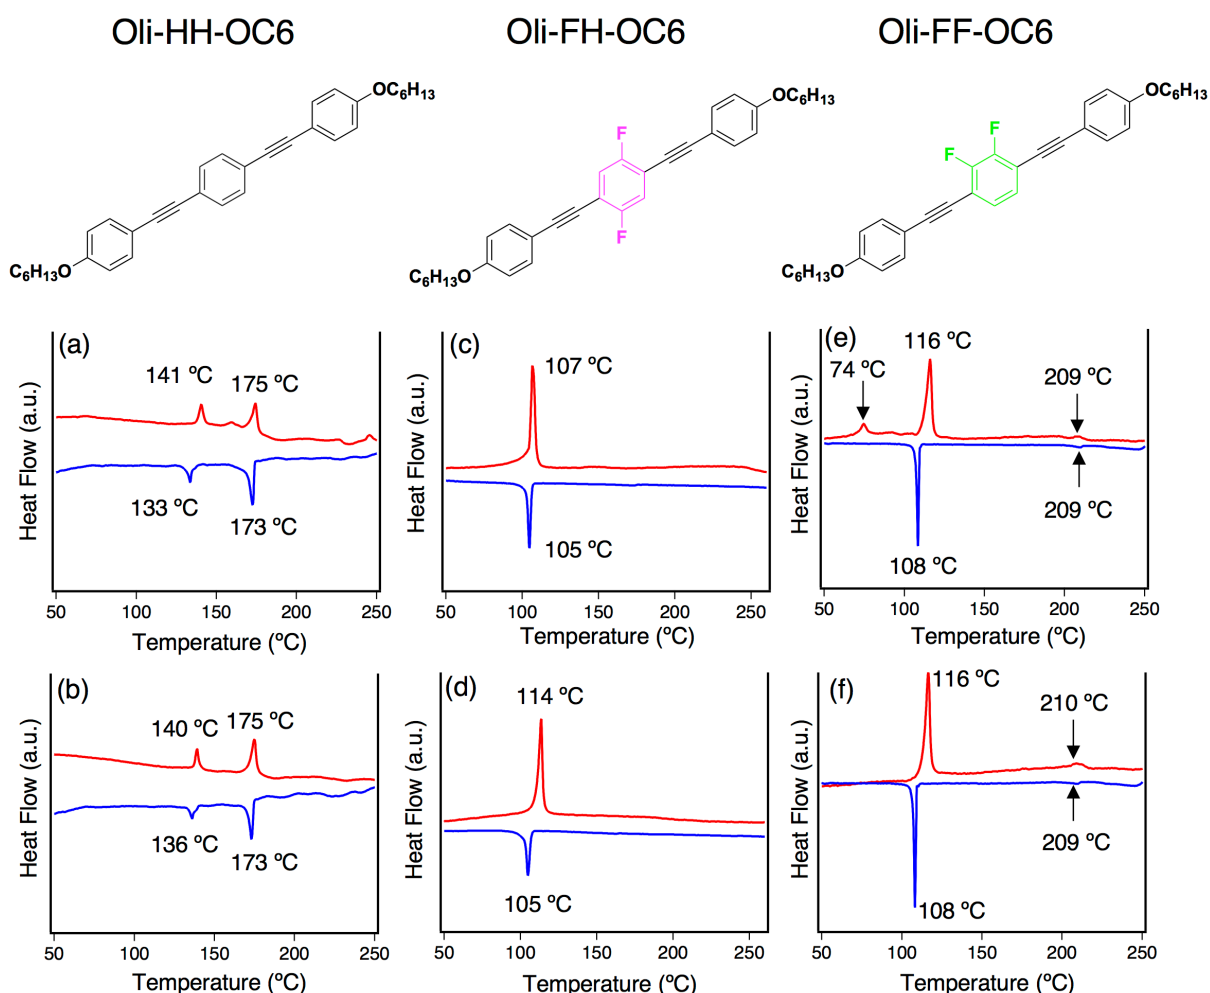 Oli-HH-OC6
Oli-FH-OC6
Oli-FF-OC6
OC6H13
C6H13O
OC6H13
F
F
C6H13O
OC6H13
F
F
C6H13O
(a)
141 ºC
175 ºC
133 ºC
173 ºC
Heat Flow (a.u.)
50 100 150 200 250
Temperature (ºC)
(c)
107 ºC
105 ºC
Heat Flow (a.u.)
50 100 150 200 250
Temperature (ºC)
(e)
116 ºC
74 ºC
209 ºC
209 ºC
108 ºC
Heat Flow (a.u.)
50 100 150 200 250
Temperature (ºC)
(b)
140 ºC
175 ºC
136 ºC
173 ºC
Heat Flow (a.u.)
50 100 150 200 250
Temperature (ºC)
(d)
114 ºC
105 ºC
Heat Flow (a.u.)
50 100 150 200 250
Temperature (ºC)
(f)
116 ºC
210 ºC
209 ºC
108 ºC
Heat Flow (a.u.)
50 100 150 200 250
Temperature (ºC)